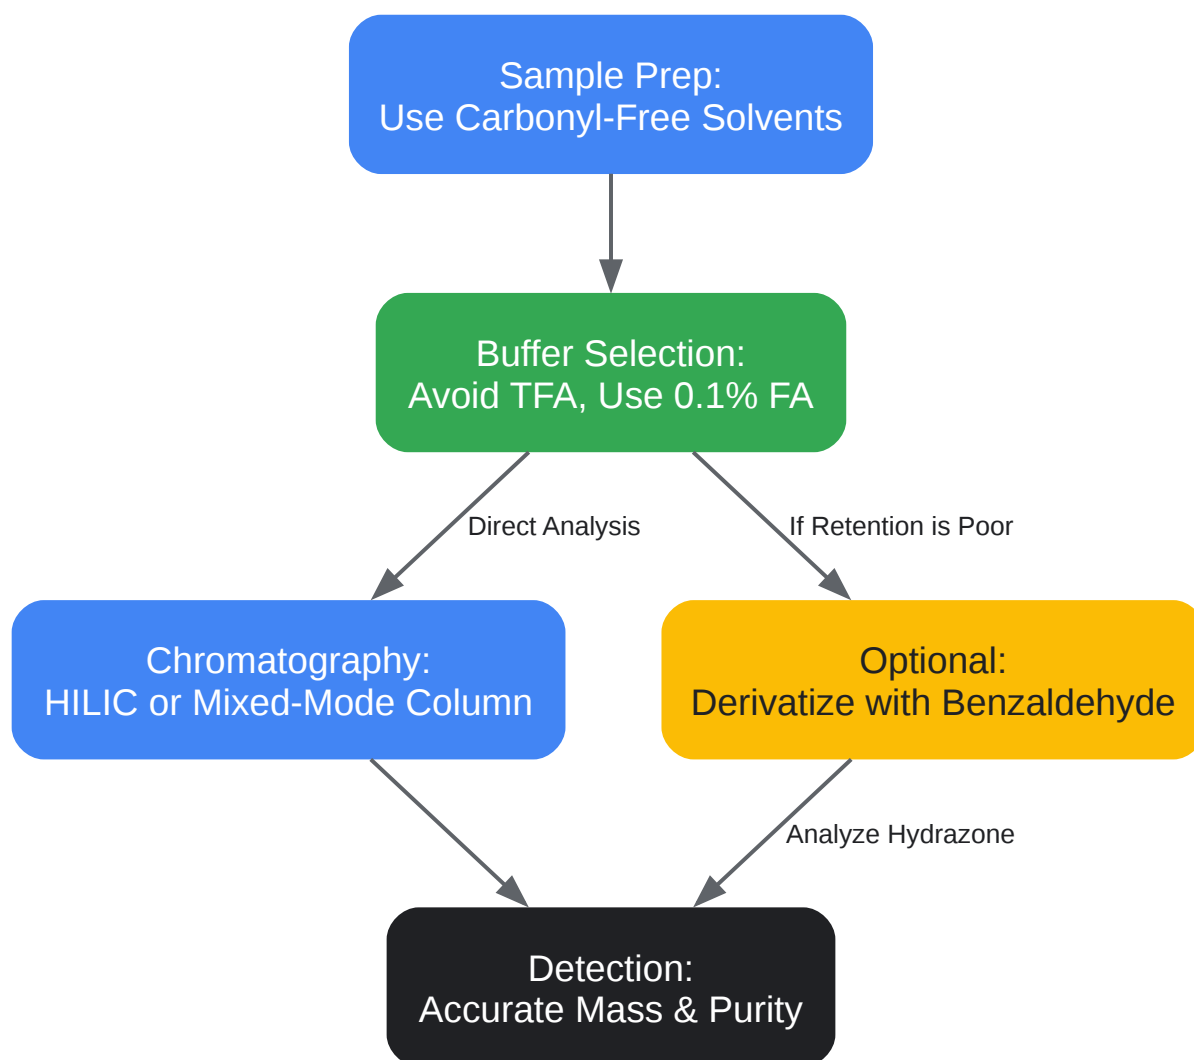 Sample Prep:
Use Carbonyl-Free Solvents
Buffer Selection:
Avoid TFA, Use 0.1% FA
Direct Analysis
If Retention is Poor
Chromatography:
HILIC or Mixed-Mode Column
Optional:
Derivatize with Benzaldehyde
Analyze Hydrazone
Detection:
Accurate Mass & Purity